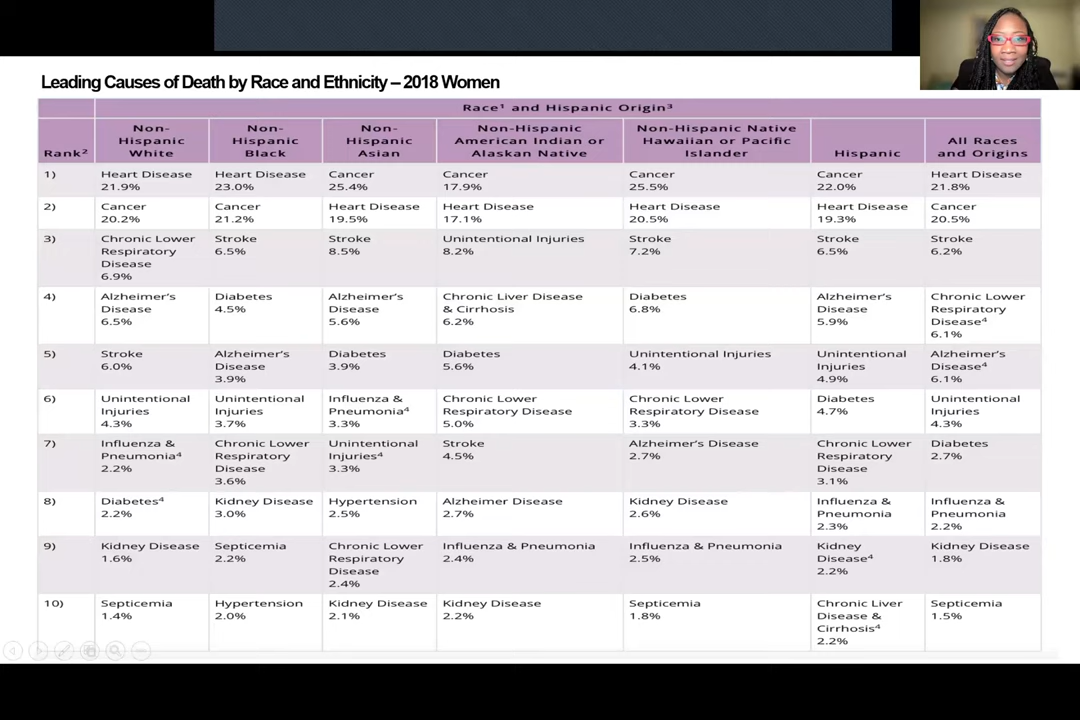 Leading Causes of Death by Race and Ethnicity – 2018 Women
Race¹ and Hispanic Origin³
Rank²
Non-
Hispanic
White
Non-
Hispanic
Black
Non-
Hispanic
Asian
Non-Hispanic
American Indian or
Alaskan Native
Non-Hispanic Native
Hawaiian or Pacific
Islander
Hispanic
All Races
and Origins
1)
Heart Disease
21.9%
Heart Disease
23.0%
Cancer
25.4%
Cancer
17.9%
Cancer
25.5%
Cancer
22.0%
Heart Disease
21.8%
2)
Cancer
20.2%
Cancer
21.2%
Heart Disease
19.5%
Heart Disease
17.1%
Heart Disease
20.5%
Heart Disease
19.3%
Cancer
20.5%
3)
Chronic Lower
Respiratory
Disease
6.9%
Stroke
6.5%
Stroke
8.5%
Unintentional Injuries
8.2%
Stroke
7.2%
Stroke
6.5%
Stroke
6.2%
4)
Alzheimer's
Disease
6.5%
Diabetes
4.5%
Alzheimer's
Disease
5.6%
Chronic Liver Disease
& Cirrhosis
6.2%
Diabetes
6.8%
Alzheimer's
Disease
5.9%
Chronic Lower
Respiratory
Disease⁴
6.1%
5)
Stroke
6.0%
Alzheimer's
Disease
3.9%
Diabetes
3.9%
Diabetes
5.6%
Unintentional Injuries
4.1%
Unintentional
Injuries
4.9%
Alzheimer's
Disease⁴
6.1%
6)
Unintentional
Injuries
4.3%
Unintentional
Injuries
3.7%
Influenza &
Pneumonia⁴
3.3%
Chronic Lower
Respiratory Disease
5.0%
Chronic Lower
Respiratory Disease
3.3%
Diabetes
4.7%
Unintentional
Injuries
4.3%
7)
Influenza &
Pneumonia⁴
2.2%
Chronic Lower
Respiratory
Disease
3.6%
Unintentional
Injuries⁴
3.3%
Stroke
4.5%
Alzheimer's Disease
2.7%
Chronic Lower
Respiratory
Disease
3.1%
Diabetes
2.7%
8)
Diabetes⁴
2.2%
Kidney Disease
3.0%
Hypertension
2.5%
Alzheimer Disease
2.7%
Kidney Disease
2.6%
Influenza &
Pneumonia
2.3%
Influenza &
Pneumonia
2.2%
9)
Kidney Disease
1.6%
Septicemia
2.2%
Chronic Lower
Respiratory
Disease
2.4%
Influenza & Pneumonia
2.4%
Influenza & Pneumonia
2.5%
Kidney
Disease⁴
2.2%
Kidney Disease
1.8%
10)
Septicemia
1.4%
Hypertension
2.0%
Kidney Disease
2.1%
Kidney Disease
2.2%
Septicemia
1.8%
Chronic Liver
Disease &
Cirrhosis⁴
2.2%
Septicemia
1.5%